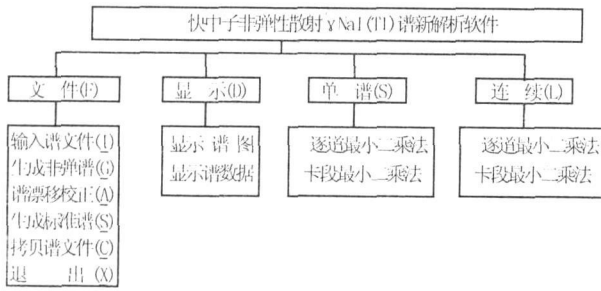 快中子非弹性散射γNaI(Tl)谱新解析软件
文 件(F)
显 示(D)
单 谱(S)
连 续(L)
输入谱文件(I)
生成非弹谱(G)
谱漂移校正(A)
生成标准谱(S)
拷贝谱文件(C)
退 出(X)
显示 谱 图
显示谱数据
逐道最小二乘法
卡段最小二乘法
逐道最小二乘法
卡段最小二乘法